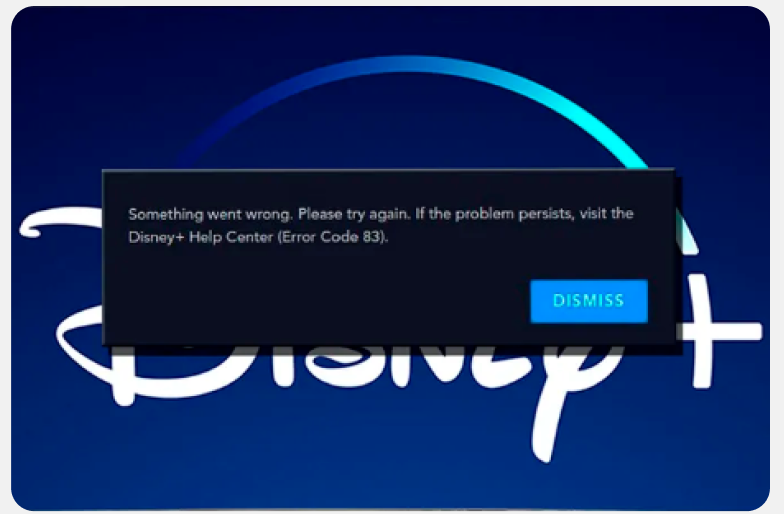 Something went wrong. Please try again. If the problem persists, visit the
Disney+ Help Center (Error Code 83).
DISMISS
Disney+